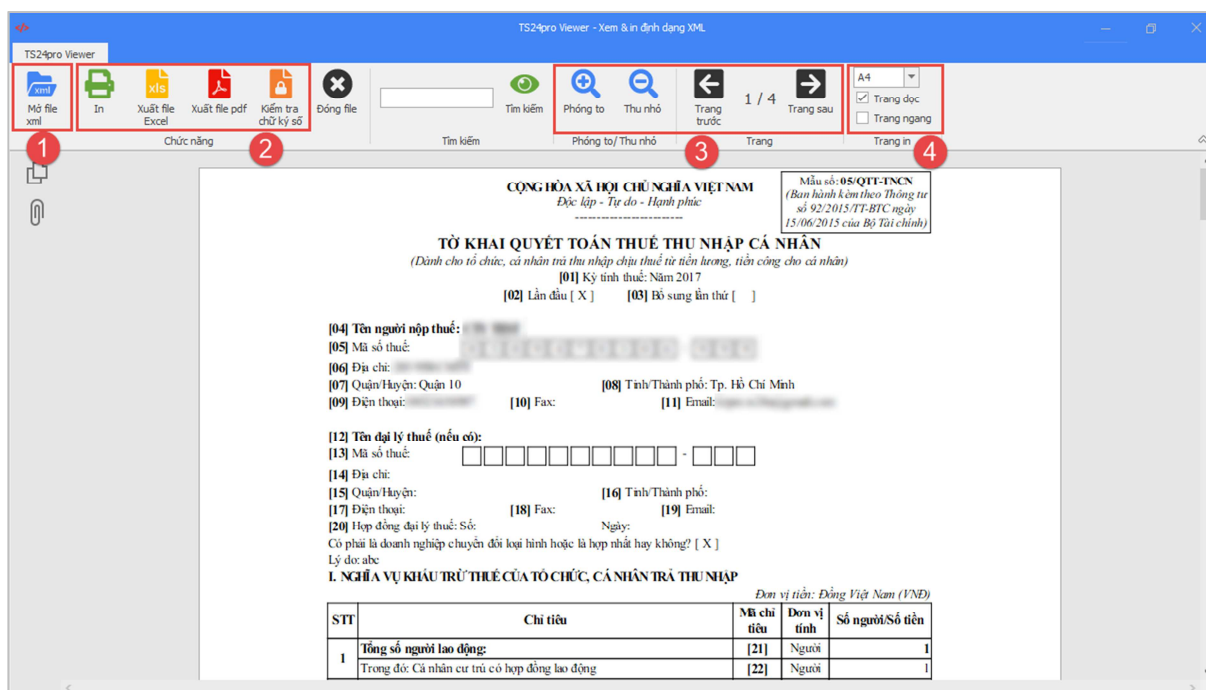 TS24pro Viewer - Xem & in định dạng XML
TS24pro Viewer
xml
xls
A4
Mở file xml
In
Xuất file Excel
Xuất file pdf
Kiểm tra chữ ký số
Đóng file
Tìm kiếm
Phóng to
Thu nhỏ
Trang trước
1 / 4
Trang sau
Trang dọc
Trang ngang
Chức năng
Tìm kiếm
Phóng to/ Thu nhỏ
Trang
Trang in
1
2
3
4
CỘNG HÒA XÃ HỘI CHỦ NGHĨA VIỆT NAM
Độc lập - Tự do - Hạnh phúc
-------------------------
Mẫu số: 05/QTT-TNCN
(Ban hành kèm theo Thông tư
số 92/2015/TT-BTC ngày
15/06/2015 của Bộ Tài chính)
TỜ KHAI QUYẾT TOÁN THUẾ THU NHẬP CÁ NHÂN
(Dành cho tổ chức, cá nhân trả thu nhập chịu thuế từ tiền lương, tiền công cho cá nhân)
[01] Kỳ tính thuế: Năm 2017
[02] Lần đầu [ X ] [03] Bổ sung lần thứ [ ]
[04] Tên người nộp thuế:
[05] Mã số thuế:
[06] Địa chỉ:
[07] Quận/Huyện: Quận 10 [08] Tỉnh/Thành phố: Tp. Hồ Chí Minh
[09] Điện thoại: [10] Fax: [11] Email:
[12] Tên đại lý thuế (nếu có):
[13] Mã số thuế: -
[14] Địa chỉ:
[15] Quận/Huyện: [16] Tỉnh/Thành phố:
[17] Điện thoại: [18] Fax: [19] Email:
[20] Hợp đồng đại lý thuế: Số: Ngày:
Có phải là doanh nghiệp chuyển đổi loại hình hoặc là hợp nhất hay không? [ X ]
Lý do: abc
I. NGHĨA VỤ KHẤU TRỪ THUẾ CỦA TỔ CHỨC, CÁ NHÂN TRẢ THU NHẬP
Đơn vị tiền: Đồng Việt Nam (VNĐ)
STT Chỉ tiêu Mã chỉ tiêu Đơn vị tính Số người/Số tiền
1 Tổng số người lao động: [21] Người 1
Trong đó: Cá nhân cư trú có hợp đồng lao động [22] Người 1